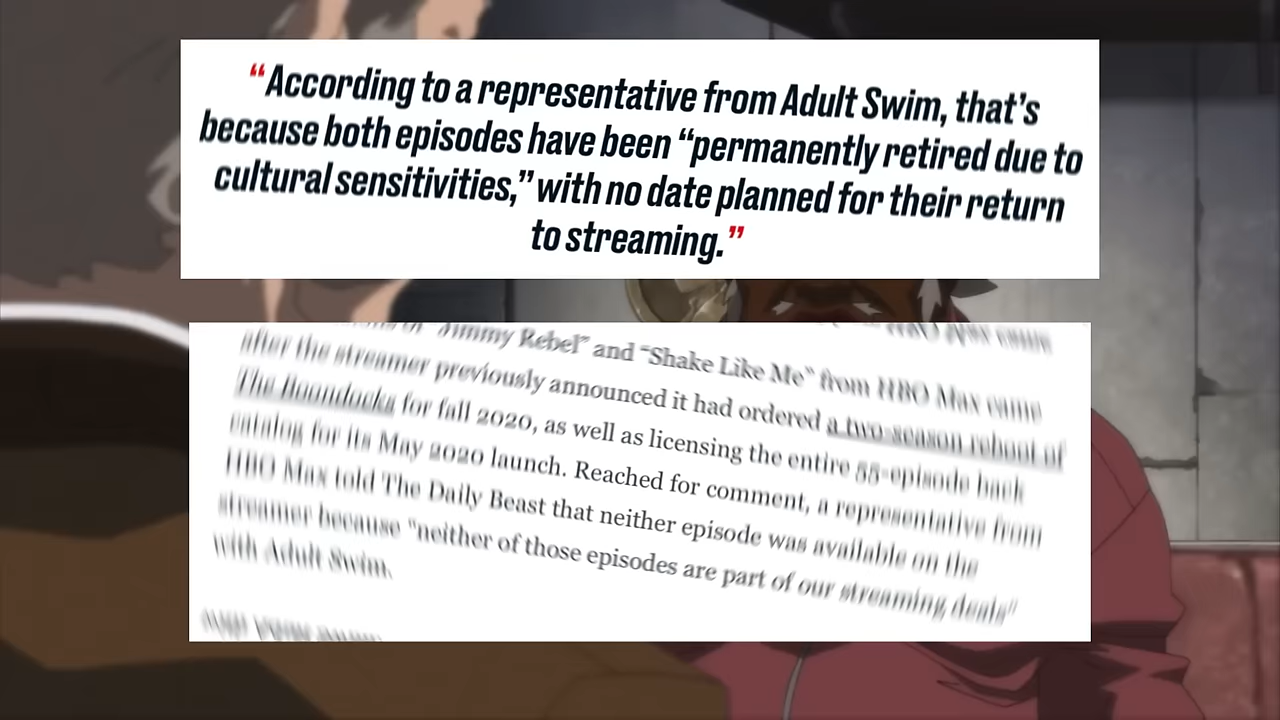 “According to a representative from Adult Swim, that’s
because both episodes have been “permanently retired due to
cultural sensitivities,” with no date planned for their return
to streaming.”
"Jimmy Rebel” and “Shake Like Me” from HBO Max came
after the streamer previously announced it had ordered a two-season reboot of
The Boondocks for fall 2020, as well as licensing the entire 55-episode back
catalog for its May 2020 launch. Reached for comment, a representative from
HBO Max told The Daily Beast that neither episode was available on the
streamer because "neither of those episodes are part of our streaming deals"
with Adult Swim.